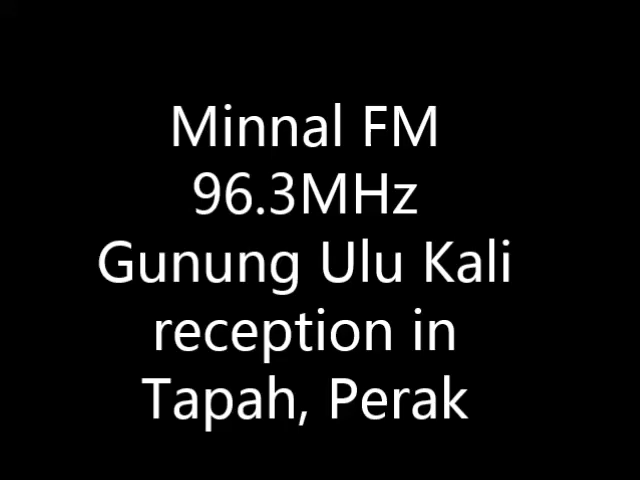 Minnal FM
96.3MHz
Gunung Ulu Kali
reception in
Tapah, Perak